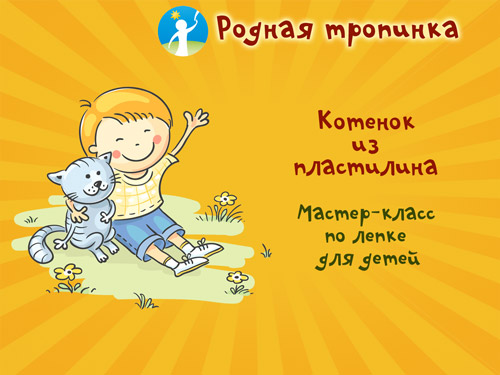 Родная тропинка
Котенок
из
пластилина
Мастер-класс
по лепке
для детей